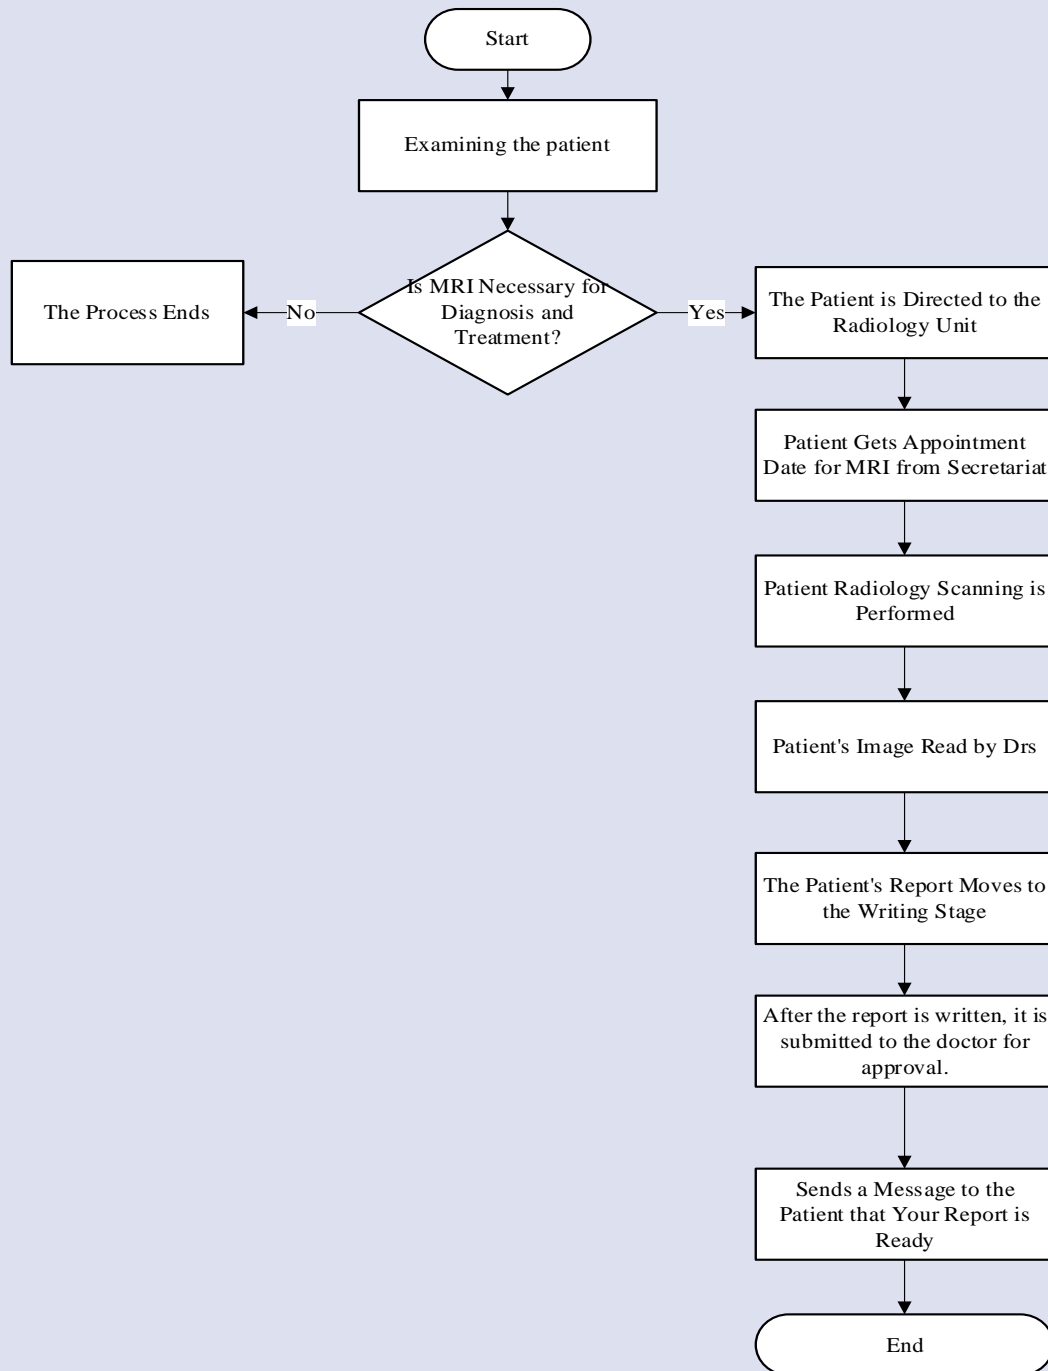 Start
Examining the patient
Is MRI Necessary for
Diagnosis and
Treatment?
No
Yes
The Process Ends
The Patient is Directed to the
Radiology Unit
Patient Gets Appointment
Date for MRI from Secretariat
Patient Radiology Scanning is
Performed
Patient's Image Read by Drs
The Patient's Report Moves to
the Writing Stage
After the report is written, it is
submitted to the doctor for
approval.
Sends a Message to the
Patient that Your Report is
Ready
End